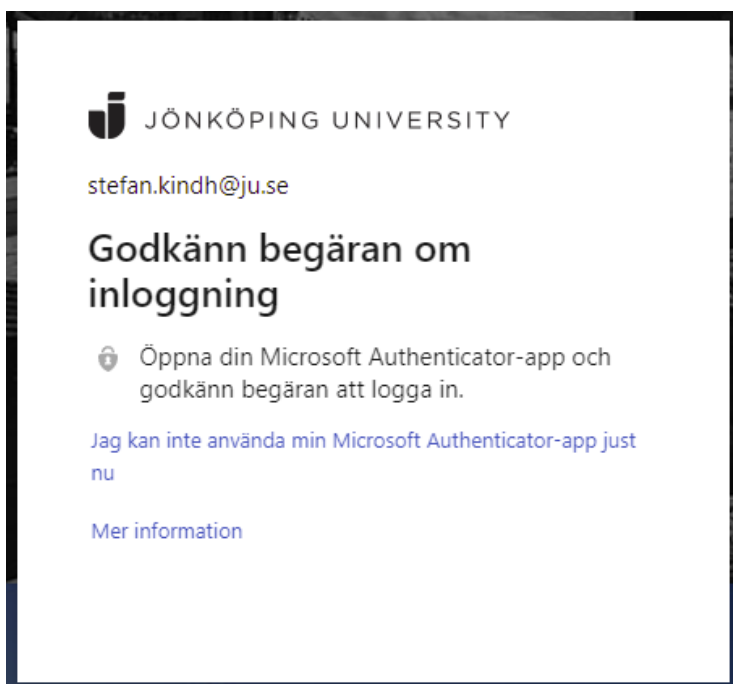 JÖNKÖPING UNIVERSITY
stefan.kindh@ju.se
Godkänn begäran om
inloggning
Öppna din Microsoft Authenticator-app och
godkänn begäran att logga in.
Jag kan inte använda min Microsoft Authenticator-app just
nu
Mer information